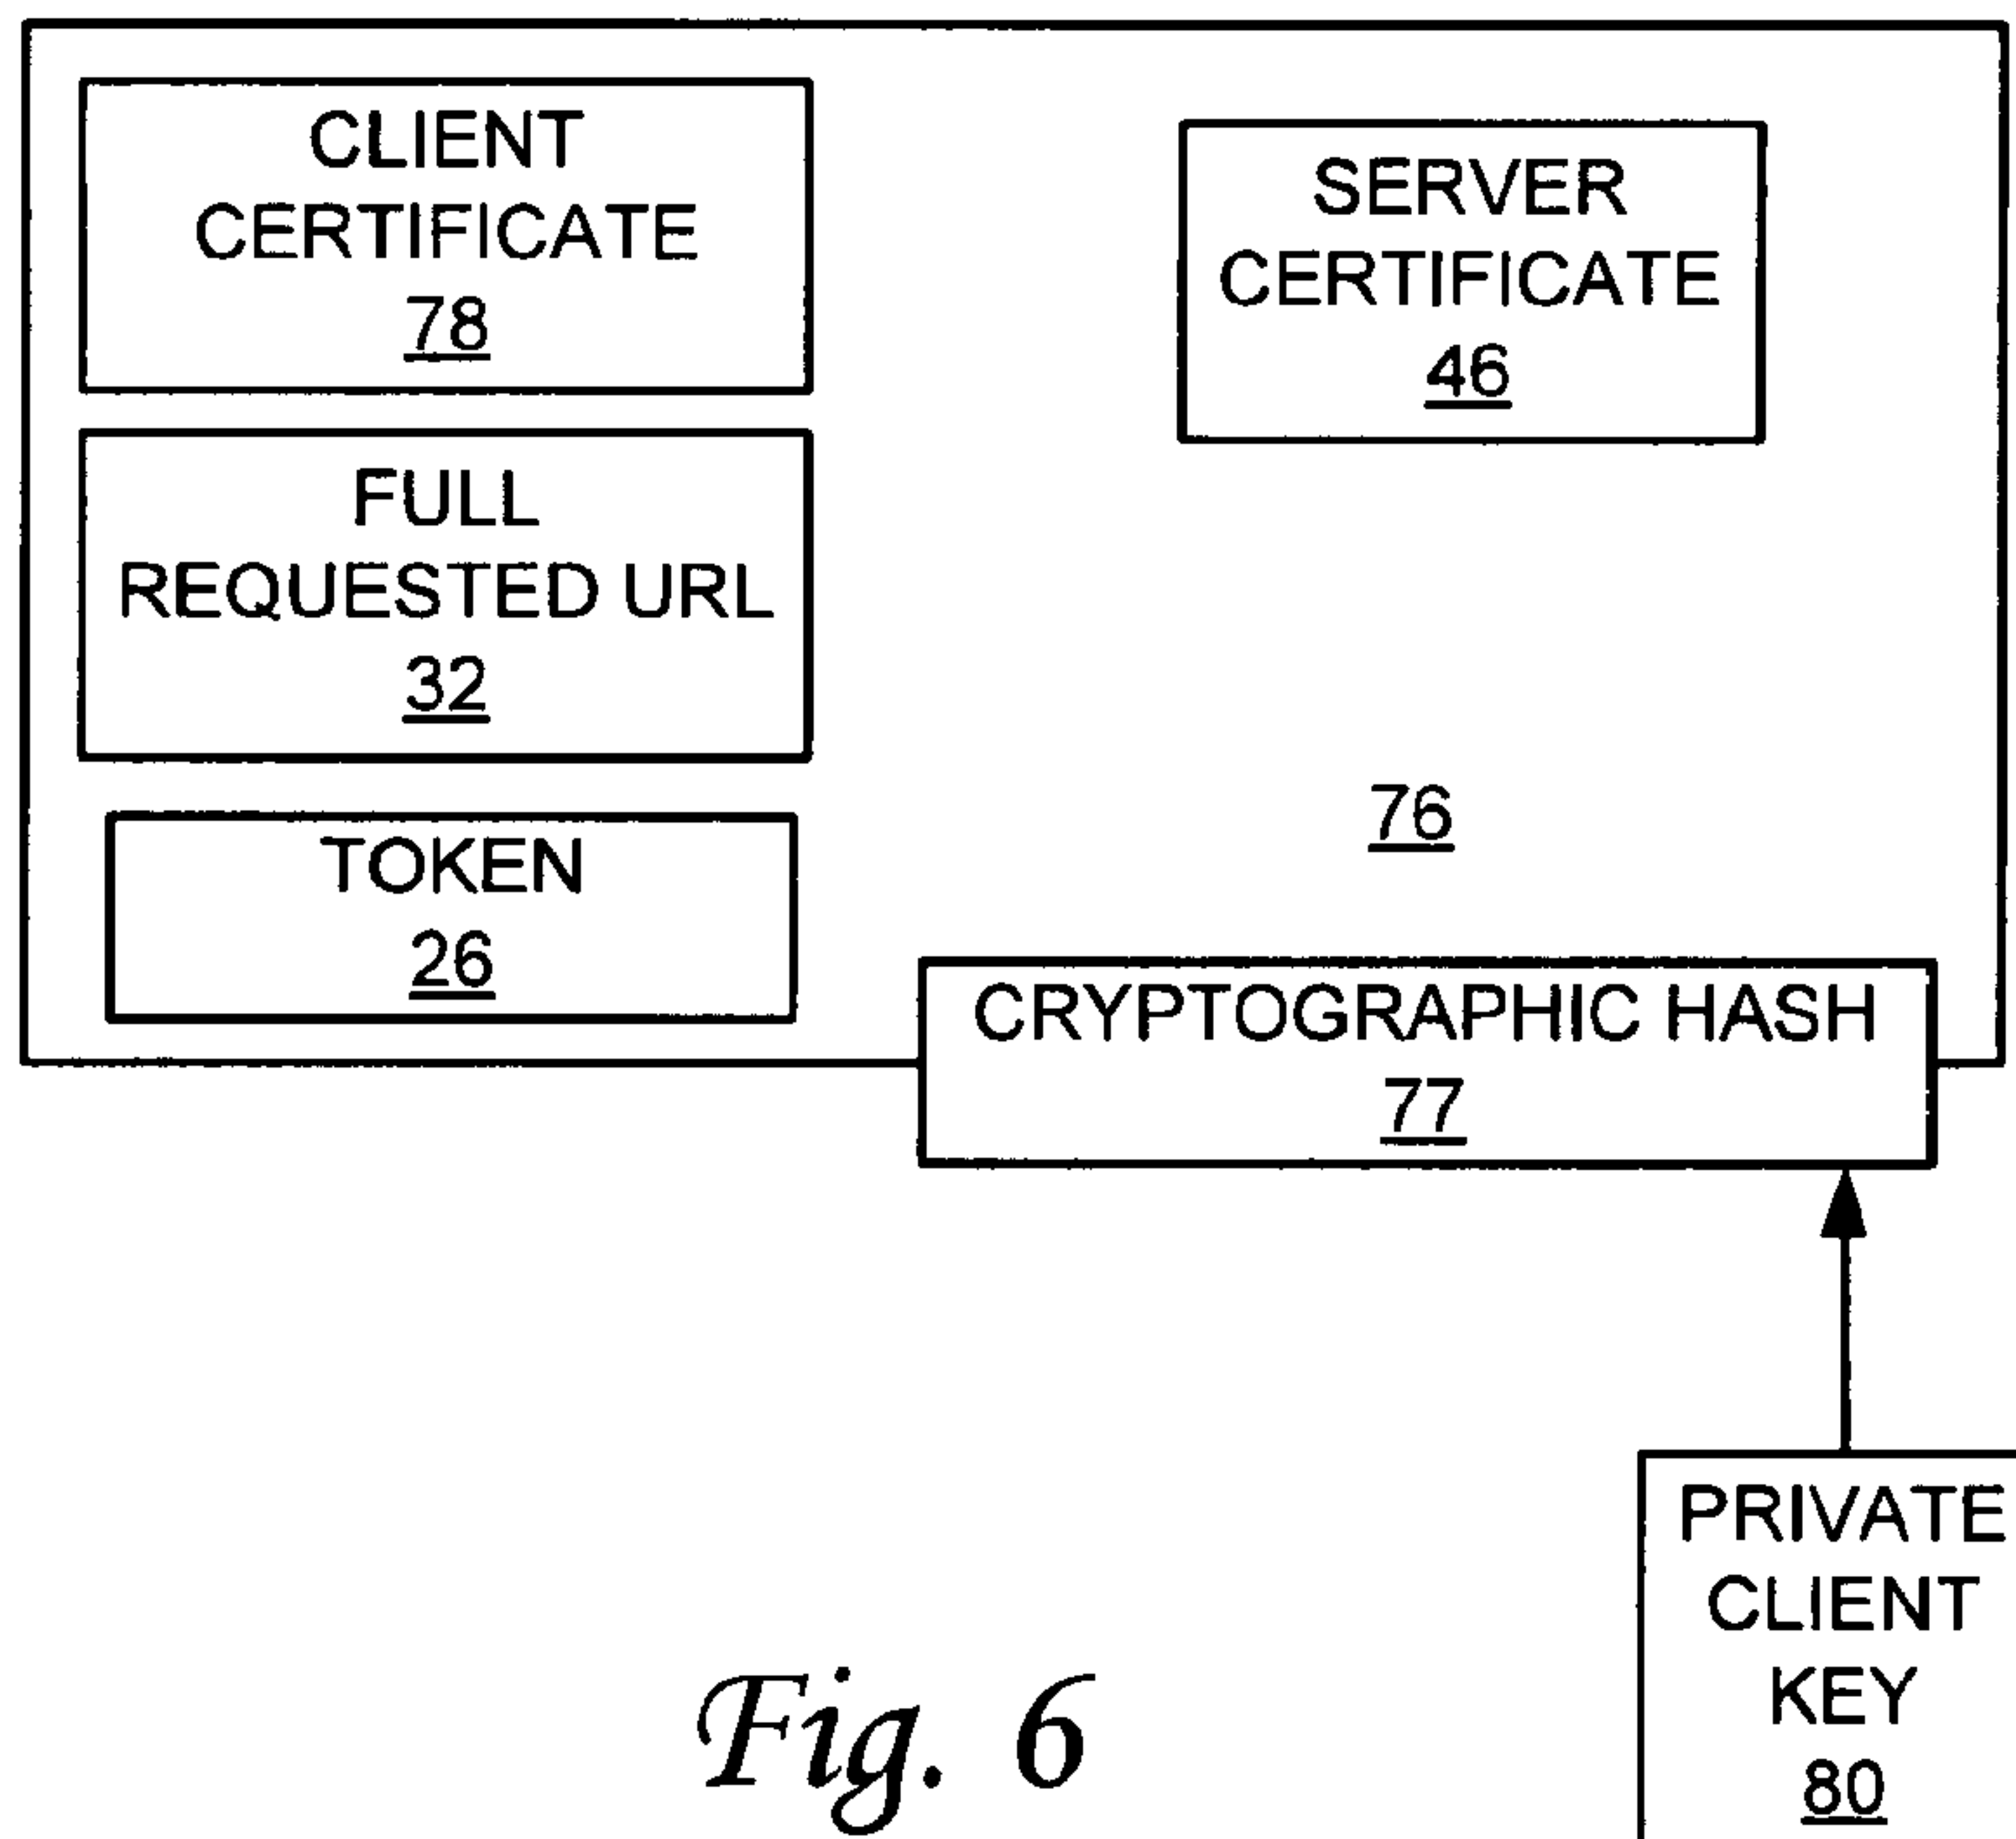 CLIENT
CERTIFICATE
78
SERVER
CERTIFICATE
46
FULL
REQUESTED URL
32
76
TOKEN
26
CRYPTOGRAPHIC HASH
77
PRIVATE
CLIENT
KEY
80
Fig. 6